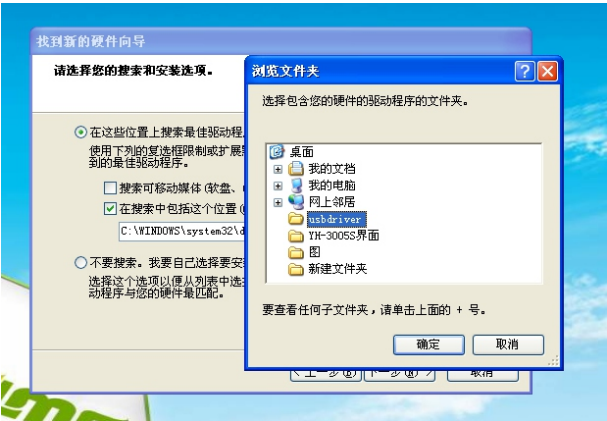 找到新的硬件向导
请选择您的搜索和安装选项。
在这些位置上搜索最佳驱动程
使用下列的复选框限制或扩展
到的最佳驱动程序。
搜索可移动媒体(软盘、
在搜索中包括这个位置
C:\WINDOWS\system32\d
不要搜索。我要自己选择要安
选择这个选项以便从列表中选
动程序与您的硬件最匹配。
< 上一步(B) 下一步(N) > 取消
浏览文件夹
选择包含您的硬件的驱动程序的文件夹。
桌面
我的文档
我的电脑
网上邻居
usbdriver
YH-3005S界面
图
新建文件夹
要查看任何子文件夹，请单击上面的 + 号。
确定 取消